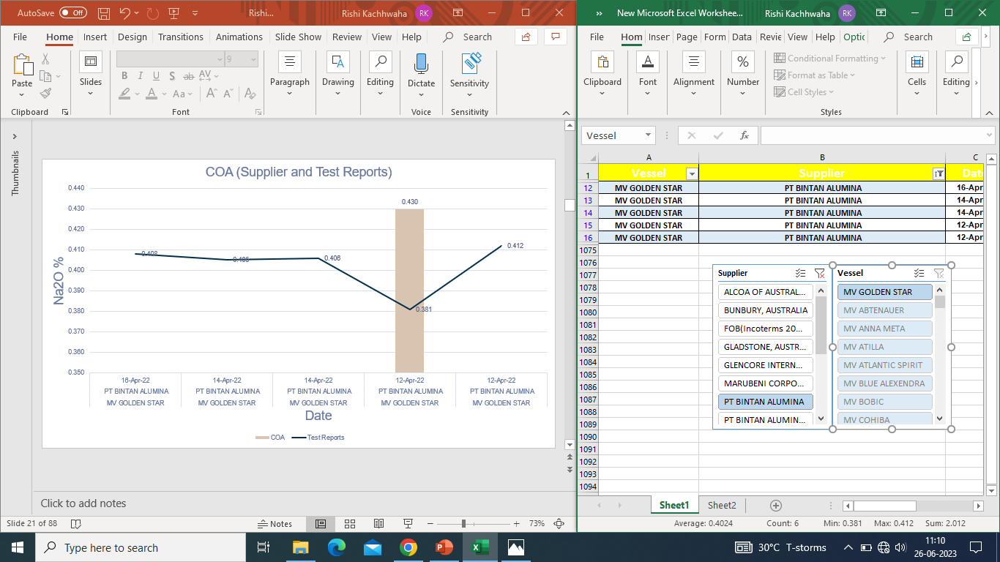 AutoSave Off Rishi... Rishi Kachhwaha RK
File Home Insert Design Transitions Animations Slide Show Review View Help Search
Paste Slides 9 Paragraph Drawing Editing Dictate Sensitivity
B I U S ab AV
A Aa A A A
Clipboard Font Voice Sensitivity
Thumbnails
COA (Supplier and Test Reports)
Na2O %
0.440
0.430
0.420
0.410
0.400
0.390
0.380
0.370
0.360
0.350
0.430
0.408
0.405
0.406
0.381
0.412
16-Apr-22 14-Apr-22 14-Apr-22 12-Apr-22 12-Apr-22
PT BINTAN ALUMINA PT BINTAN ALUMINA PT BINTAN ALUMINA PT BINTAN ALUMINA PT BINTAN ALUMINA
MV GOLDEN STAR MV GOLDEN STAR MV GOLDEN STAR MV GOLDEN STAR MV GOLDEN STAR
Date
COA Test Reports
Click to add notes
Slide 21 of 88 Notes 73%
» New Microsoft Excel Workshee... Rishi Kachhwaha RK
File Hom Inser Page Form Data Revie View Help Optic Search
Clipboard Font Alignment Number Conditional Formatting Cells Editing
Format as Table
Cell Styles
Styles
Vessel fx
A B C
1 Vessel Supplier Date
12 MV GOLDEN STAR PT BINTAN ALUMINA 16-Apr
13 MV GOLDEN STAR PT BINTAN ALUMINA 14-Apr
14 MV GOLDEN STAR PT BINTAN ALUMINA 14-Apr
15 MV GOLDEN STAR PT BINTAN ALUMINA 12-Apr
16 MV GOLDEN STAR PT BINTAN ALUMINA 12-Apr
1075
1076
1077
1078
1079
1080
1081
1082
1083
1084
1085
1086
1087
1088
1089
1090
1091
1092
1093
1094
Supplier
ALCOA OF AUSTRAL...
BUNBURY, AUSTRALIA
FOB(Incoterms 20...
GLADSTONE, AUSTR...
GLENCORE INTERN...
MARUBENI CORPO...
PT BINTAN ALUMINA
PT BINTAN ALUMIN...
Vessel
MV GOLDEN STAR
MV ABTENAUER
MV ANNA META
MV ATILLA
MV ATLANTIC SPIRIT
MV BLUE ALEXENDRA
MV BOBIC
MV COHIBA
Sheet1 Sheet2
Average: 0.4024 Count: 6 Min: 0.381 Max: 0.412 Sum: 2.012
Type here to search 30°C T-storms 11:10
26-06-2023